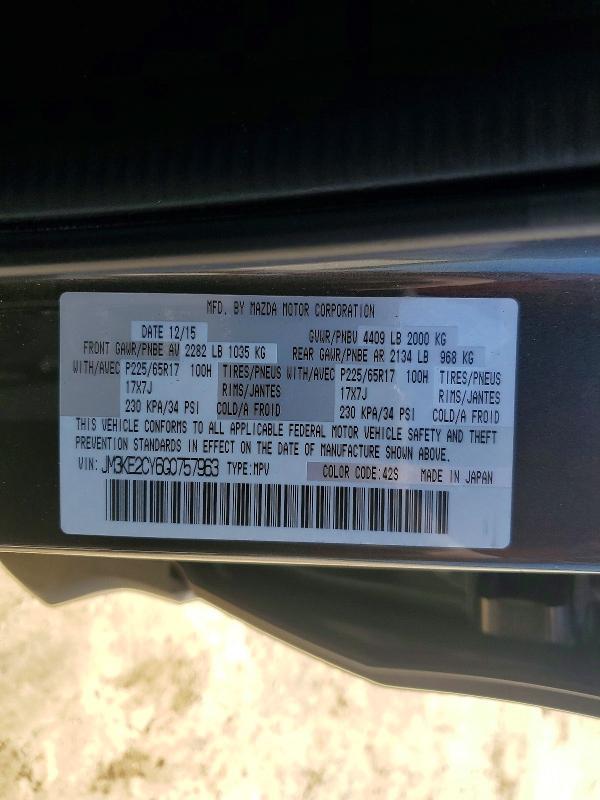 MFD. BY MAZDA MOTOR CORPORATION
DATE 12/15 GVWR/PNBV 4409 LB 2000 KG
FRONT GAWR/PNBE AV 2282 LB 1035 KG REAR GAWR/PNBE AR 2134 LB 968 KG
WITH/AVEC P225/65R17 100H TIRES/PNEUS WITH/AVEC P225/65R17 100H TIRES/PNEUS
17X7J RIMS/JANTES 17X7J RIMS/JANTES
230 KPA/34 PSI COLD/A FROID 230 KPA/34 PSI COLD/A FROID
THIS VEHICLE CONFORMS TO ALL APPLICABLE FEDERAL MOTOR VEHICLE SAFETY AND THEFT
PREVENTION STANDARDS IN EFFECT ON THE DATE OF MANUFACTURE SHOWN ABOVE.
VIN: JM3KE2CY6G0757963 TYPE:MPV COLOR CODE:42S MADE IN JAPAN